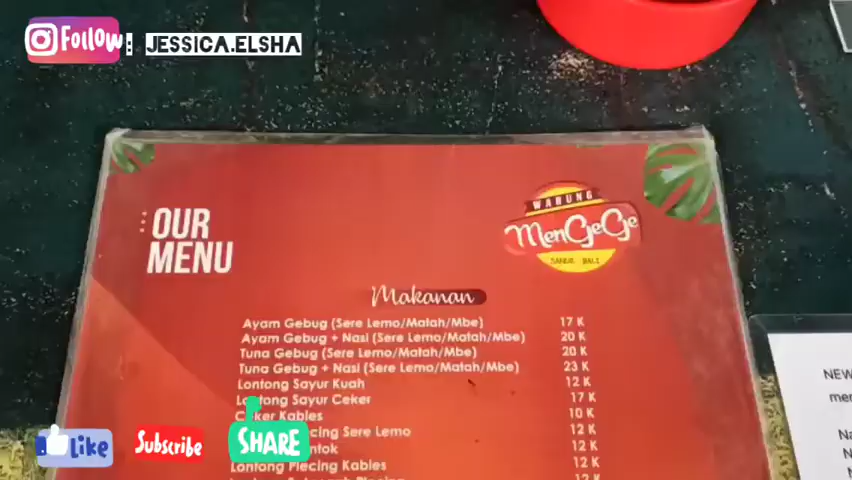 Follow : JESSICA.ELSHA
WARUNG
MenGeGe
SANUR - BALI
OUR
MENU
Makanan
Ayam Gebug (Sere Lemo/Matah/Mbe) 17 K
Ayam Gebug + Nasi (Sere Lemo/Matah/Mbe) 20 K
Tuna Gebug (Sere Lemo/Matah/Mbe) 20 K
Tuna Gebug + Nasi (Sere Lemo/Matah/Mbe) 23 K
Lontong Sayur Kuah 12 K
Lontong Sayur Ceker 17 K
Ceker Kables 10 K
Sere Lemo 12 K
12 K
Lontong Plecing Kables 12 K
12 K
NEW
Like
Subscribe
SHARE